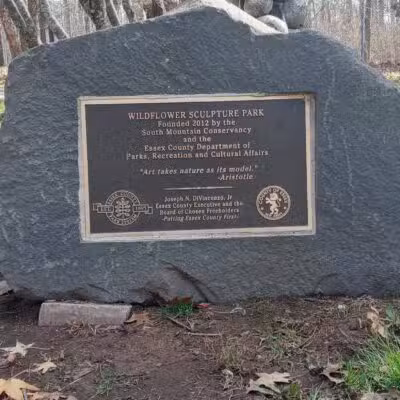 WILDFLOWER SCULPTURE PARK
Founded 2012 by the
South Mountain Conservancy
and the
Essex County Department of
Parks, Recreation and Cultural Affairs
"Art takes nature as its model."
-Aristotle
Joseph N. DiVincenzo, Jr
Essex County Executive and the
Board of Chosen Freeholders
-Putting Essex County First-